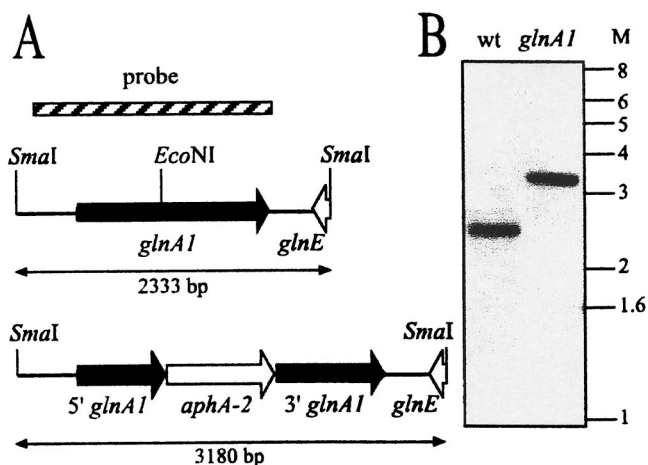 A
probe
SmaI EcoNI SmaI
glnA1 glnE
2333 bp
SmaI SmaI
5' glnA1 aphA-2 3' glnA1 glnE
3180 bp
B
wt glnA1 M
8
6
5
4
3
2
1.6
1